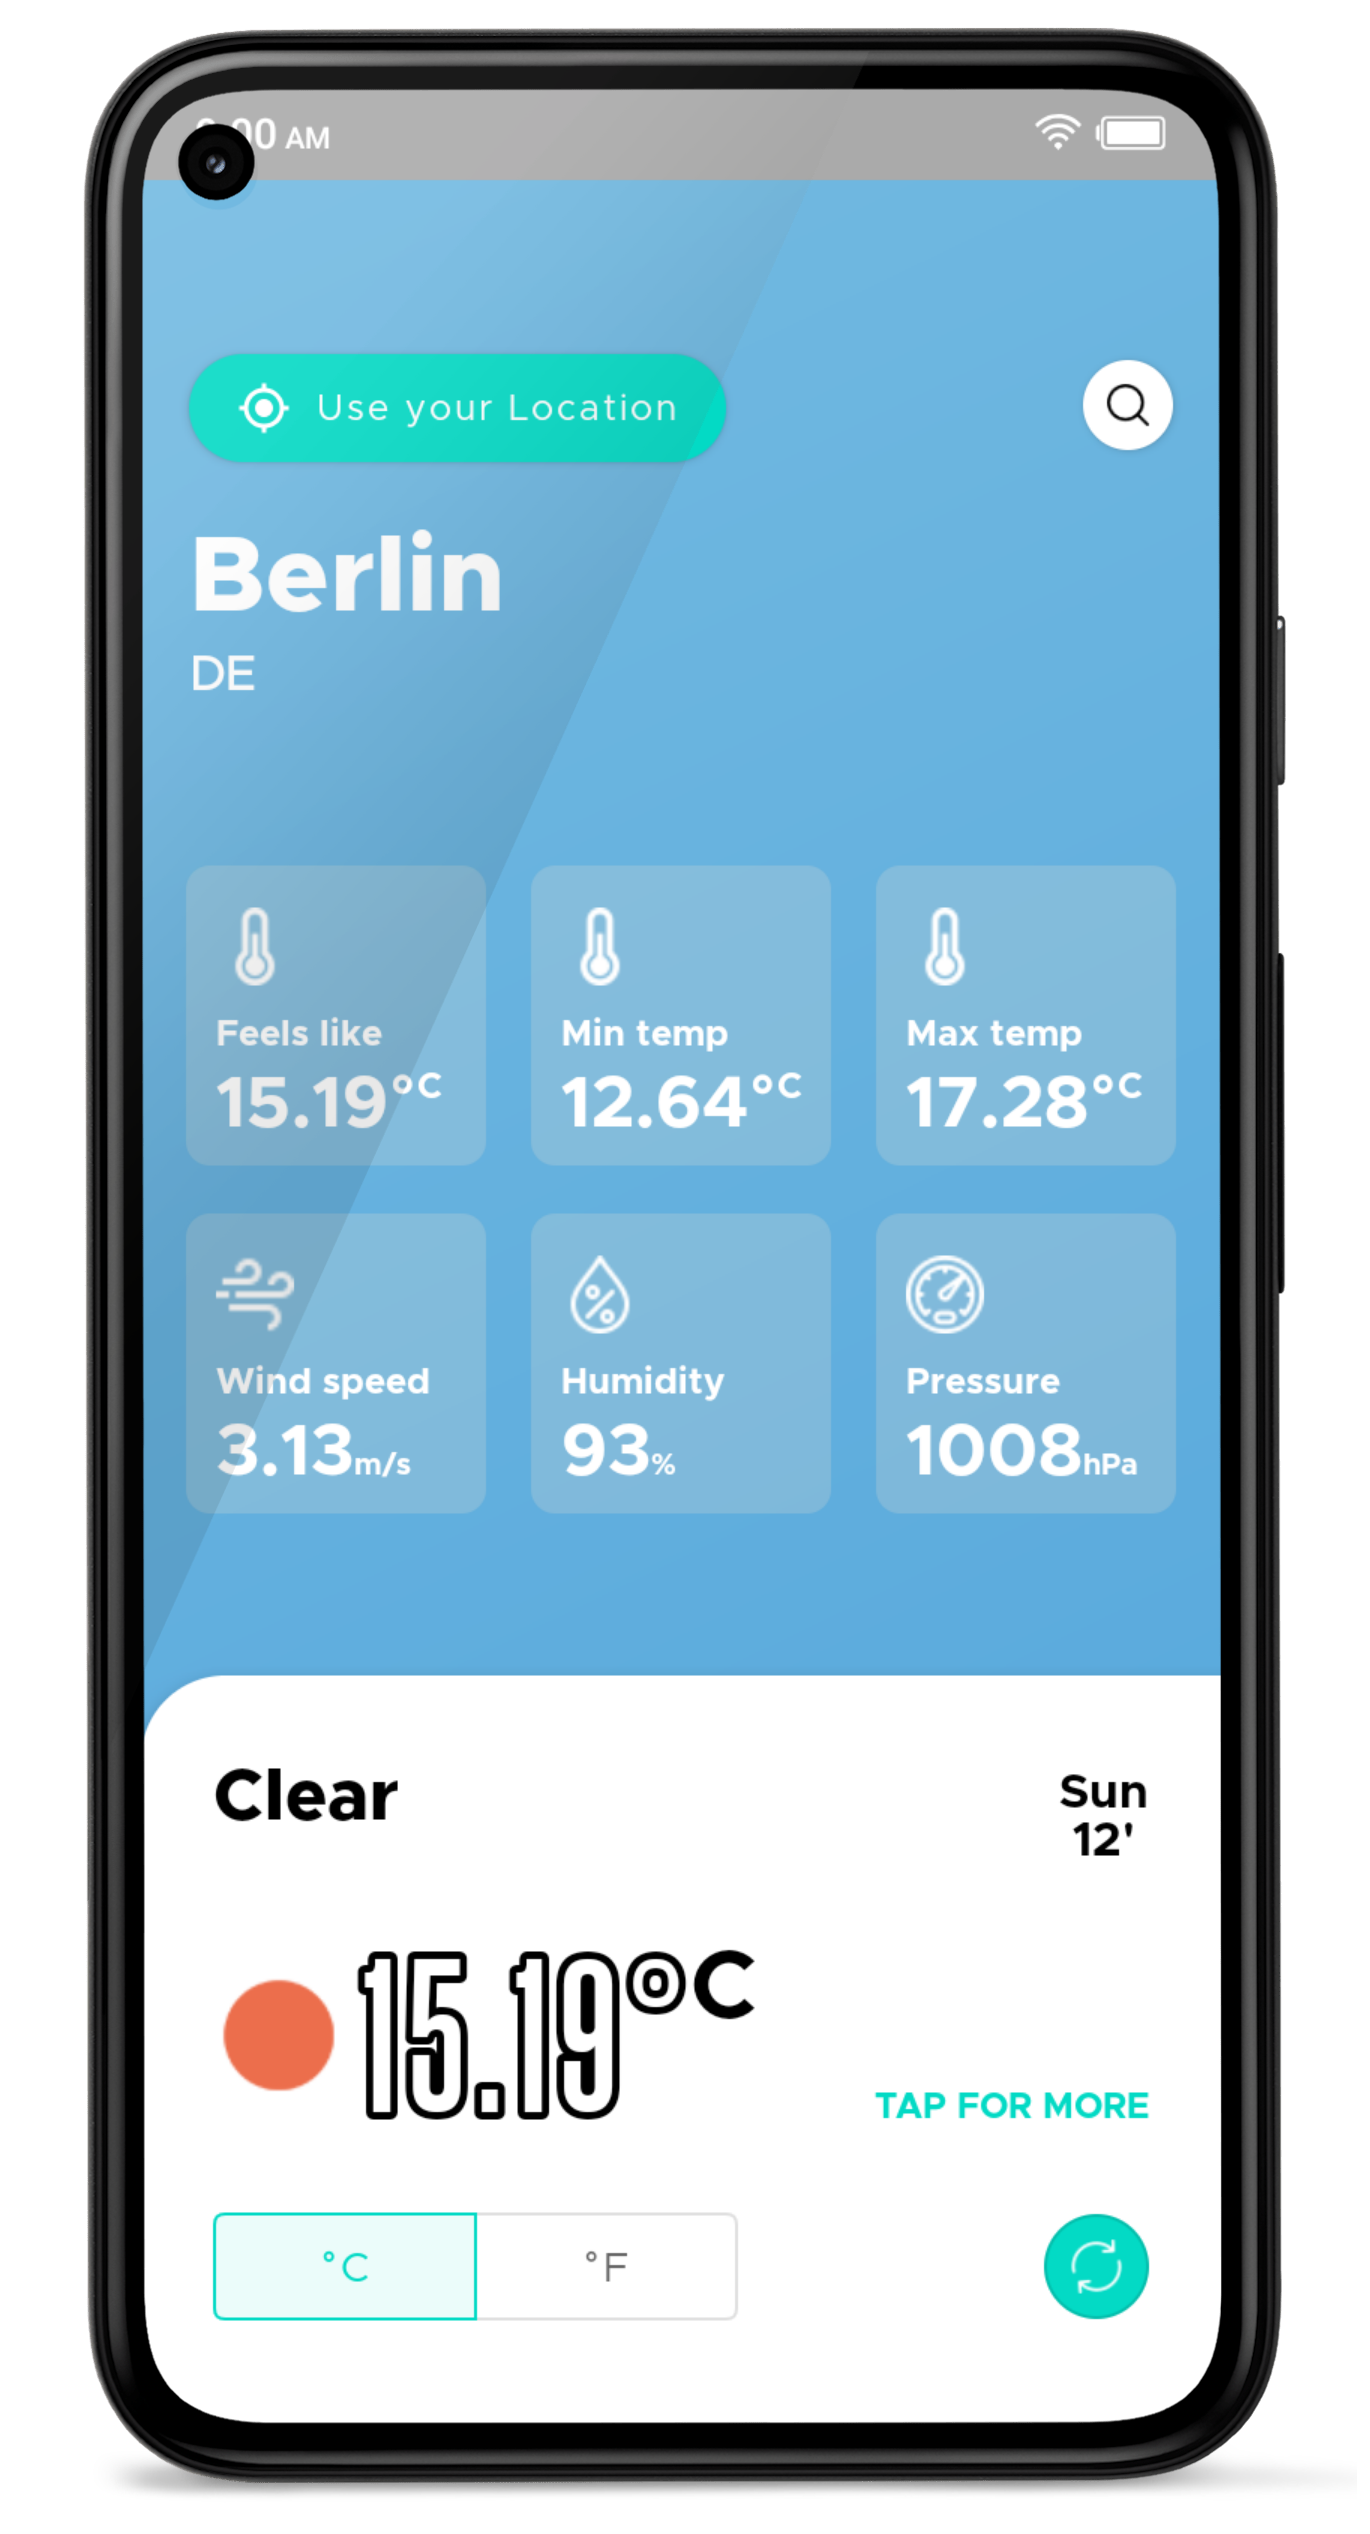 :00 AM
Use your Location
Berlin
DE
Feels like
15.19°C
Min temp
12.64°C
Max temp
17.28°C
Wind speed
3.13m/s
Humidity
93%
Pressure
1008hPa
Clear
Sun
12'
15.19°C
TAP FOR MORE
°C
°F